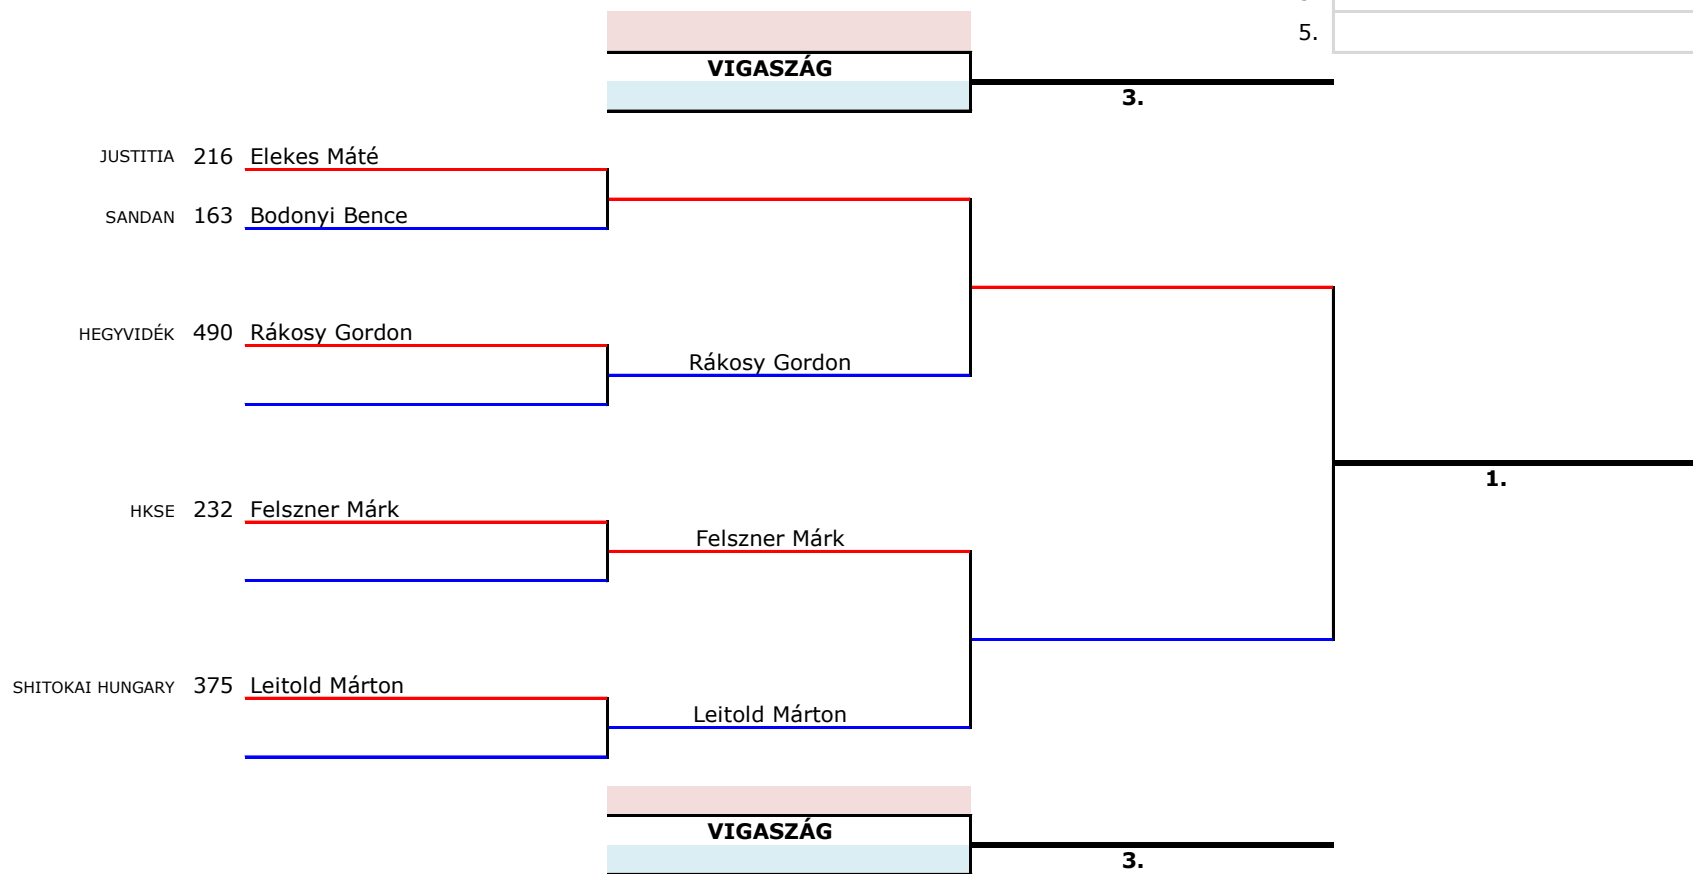 5.
VIGASZÁG
3.
JUSTITIA 216 Elekes Máté
SANDAN 163 Bodonyi Bence
HEGYVIDÉK 490 Rákosy Gordon
Rákosy Gordon
1.
HKSE 232 Felszner Márk
Felszner Márk
SHITOKAI HUNGARY 375 Leitold Márton
Leitold Márton
VIGASZÁG
3.